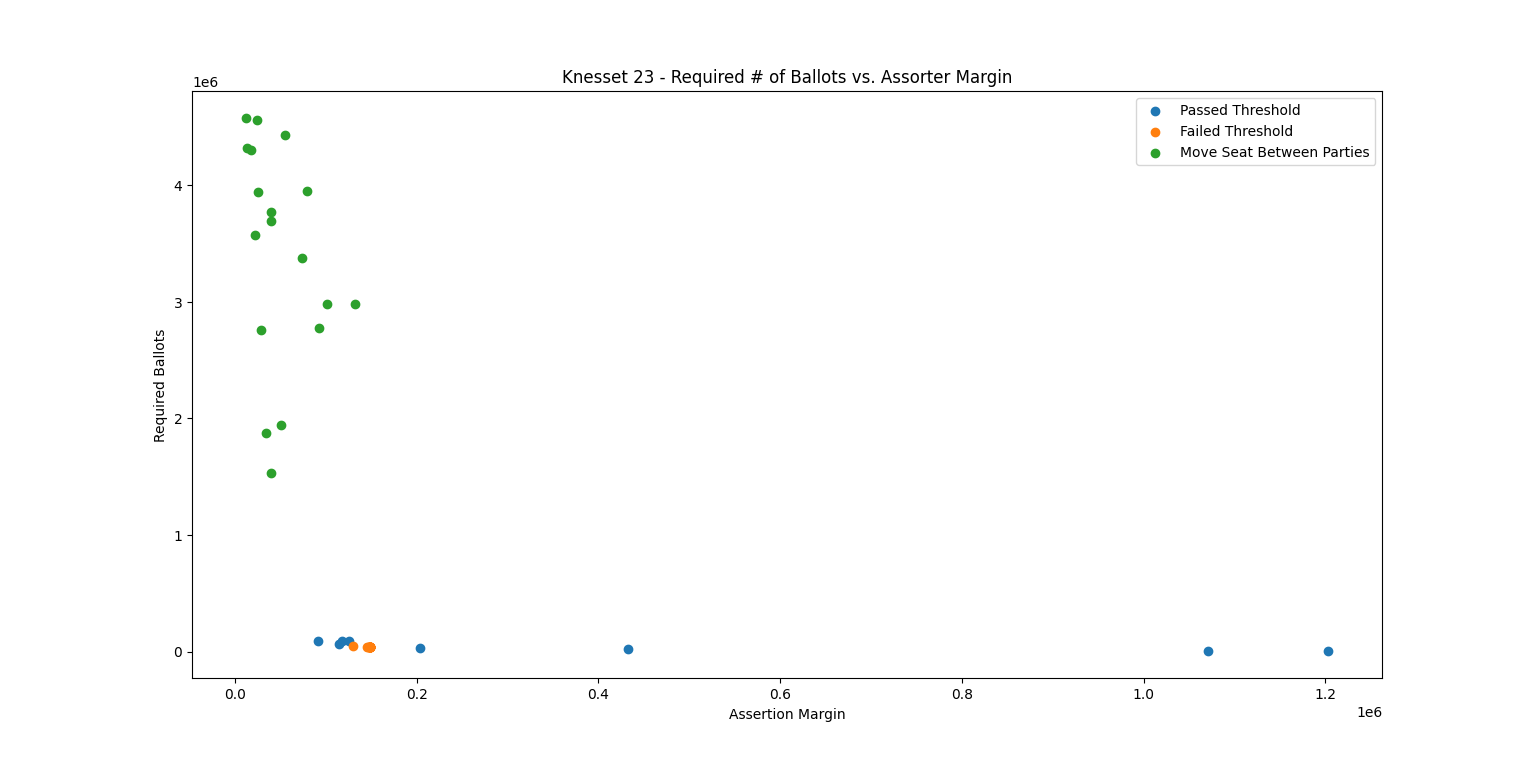 Knesset 23 - Required # of Ballots vs. Assorter Margin
1e6
Passed Threshold
Failed Threshold
Move Seat Between Parties
4
3
2
1
0
Required Ballots
0.0 0.2 0.4 0.6 0.8 1.0 1.2
1e6
Assertion Margin